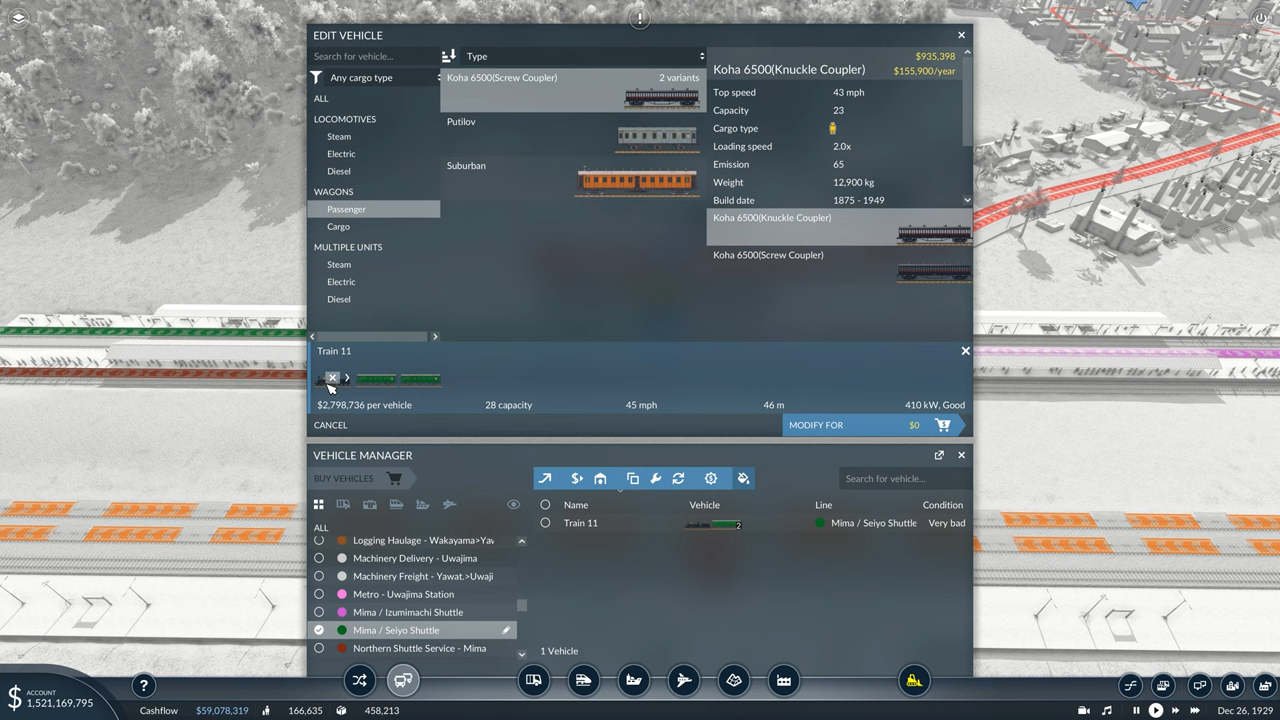 EDIT VEHICLE
Search for vehicle...
Type
Any cargo type
ALL
LOCOMOTIVES
Steam
Electric
Diesel
WAGONS
Passenger
Cargo
MULTIPLE UNITS
Steam
Electric
Diesel
Koha 6500(Screw Coupler) 2 variants
Putilov
Suburban
$935,398
Koha 6500(Knuckle Coupler) $155,900/year
Top speed 43 mph
Capacity 23
Cargo type
Loading speed 2.0x
Emission 65
Weight 12,900 kg
Build date 1875 - 1949
Koha 6500(Knuckle Coupler)
Koha 6500(Screw Coupler)
Train 11
$2,798,736 per vehicle 28 capacity 45 mph 46 m 410 kW, Good
CANCEL MODIFY FOR $0
VEHICLE MANAGER
BUY VEHICLES Search for vehicle...
ALL
Logging Haulage - Wakayama>Yaw
Machinery Delivery - Uwajima
Machinery Freight - Yawat.>Uwaji
Metro - Uwajima Station
Mima / Izumimachi Shuttle
Mima / Seiyo Shuttle
Northern Shuttle Service - Mima
Name Vehicle Line Condition
Train 11 2 Mima / Seiyo Shuttle Very bad
1 Vehicle
$ ACCOUNT
1,521,169,795
?
Cashflow $59,078,319 166,635 458,213
Dec 26, 1929